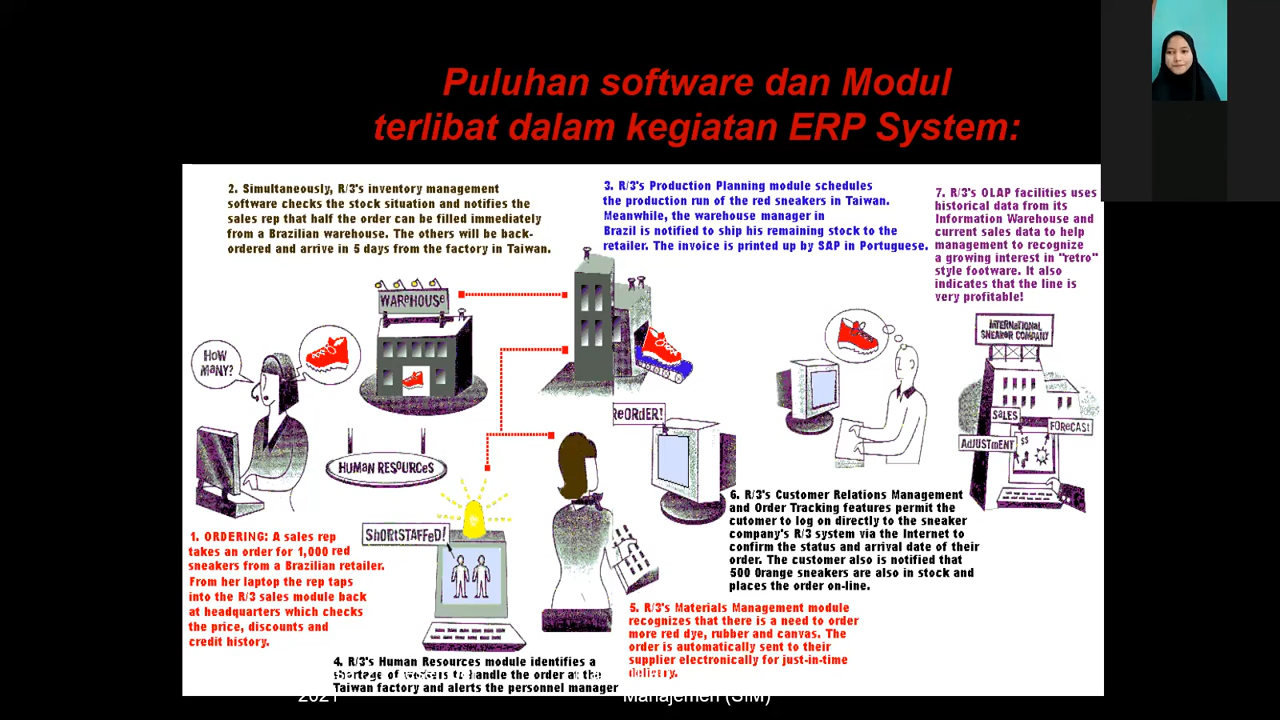 Puluhan software dan Modul
terlibat dalam kegiatan ERP System:
2. Simultaneously, R/3's inventory management
software checks the stock situation and notifies the
sales rep that half the order can be filled immediately
from a Brazilian warehouse. The others will be back-
ordered and arrive in 5 days from the factory in Taiwan.
3. R/3's Production Planning module schedules
the production run of the red sneakers in Taiwan.
Meanwhile, the warehouse manager in
Brazil is notified to ship his remaining stock to the
retailer. The invoice is printed up by SAP in Portuguese.
7. R/3's OLAP facilities uses
historical data from its
Information Warehouse and
current sales data to help
management to recognize
a growing interest in "retro"
style footware. It also
indicates that the line is
very profitable!
WAREHOUSE
HOW
MANY?
INTERNATIONAL
SNEAKER COMPANY
REORDER!
SALES
FORECAST
ADJUSTMENT
$$
HUMAN RESOURCES
SHORTSTAFFED!
1. ORDERING: A sales rep
takes an order for 1,000 red
sneakers from a Brazilian retailer.
From her laptop the rep taps
into the R/3 sales module back
at headquarters which checks
the price, discounts and
credit history.
6. R/3's Customer Relations Management
and Order Tracking features permit the
cutomer to log on directly to the sneaker
company's R/3 system via the Internet to
confirm the status and arrival date of their
order. The customer also is notified that
500 Orange sneakers are also in stock and
places the order on-line.
5. R/3's Materials Management module
recognizes that there is a need to order
more red dye, rubber and canvas. The
order is automatically sent to their
supplier electronically for just-in-time
delivery.
4. R/3's Human Resources module identifies a
shortage of workers to handle the order at the
Taiwan factory and alerts the personnel manager
2021
Manajemen (SIM)